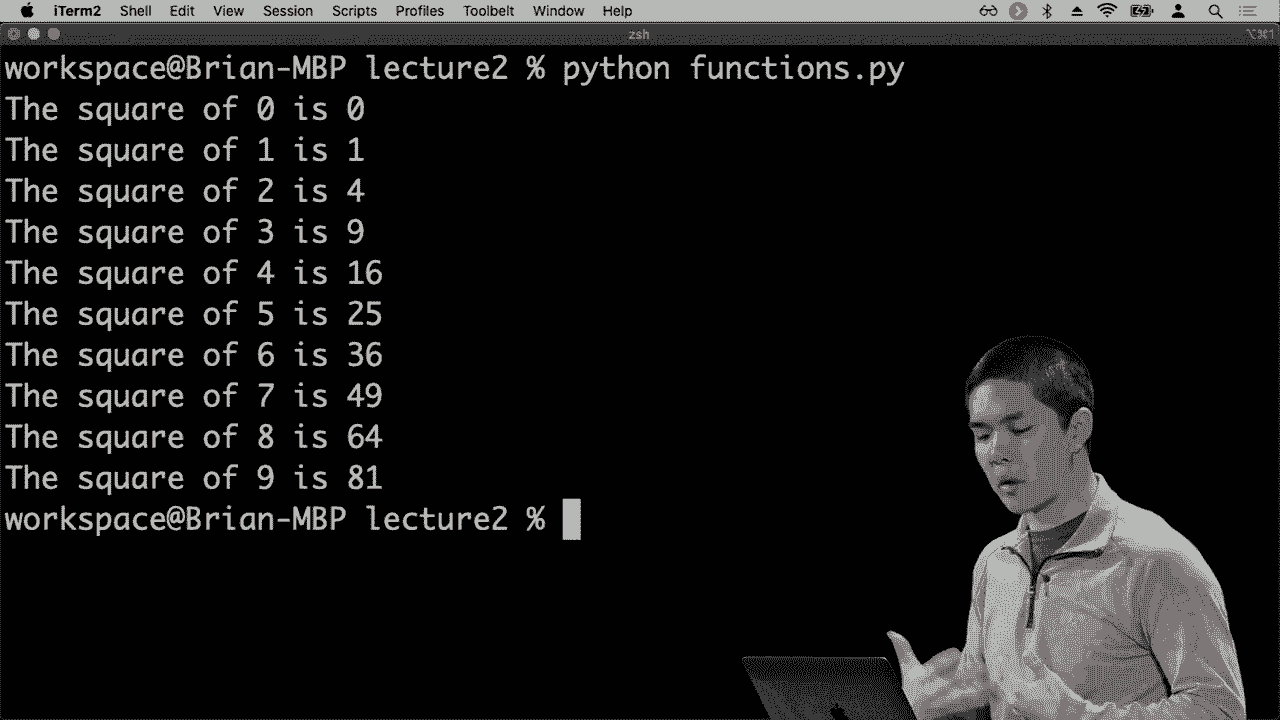 iTerm2 Shell Edit View Session Scripts Profiles Toolbelt Window Help
zsh
⌥⌘1
workspace@Brian-MBP lecture2 % python functions.py
The square of 0 is 0
The square of 1 is 1
The square of 2 is 4
The square of 3 is 9
The square of 4 is 16
The square of 5 is 25
The square of 6 is 36
The square of 7 is 49
The square of 8 is 64
The square of 9 is 81
workspace@Brian-MBP lecture2 %